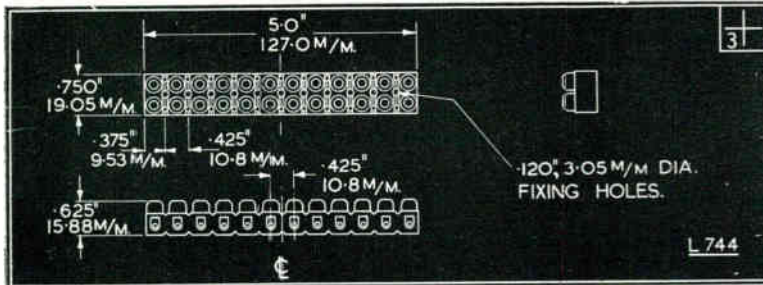 5·0"
127·0 M/M.
3
·750"
19·05 M/M.
·375"
9·53 M/M.
·425"
10·8 M/M.
·425"
10·8 M/M.
·120", 3·05 M/M DIA.
FIXING HOLES.
·625"
15·88 M/M.
L 744
℄